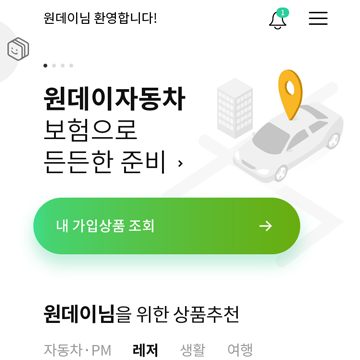 원데이님 환영합니다!
1
원데이자동차
보험으로
든든한 준비
내 가입상품 조회
원데이님을 위한 상품추천
자동차·PM 레저 생활 여행